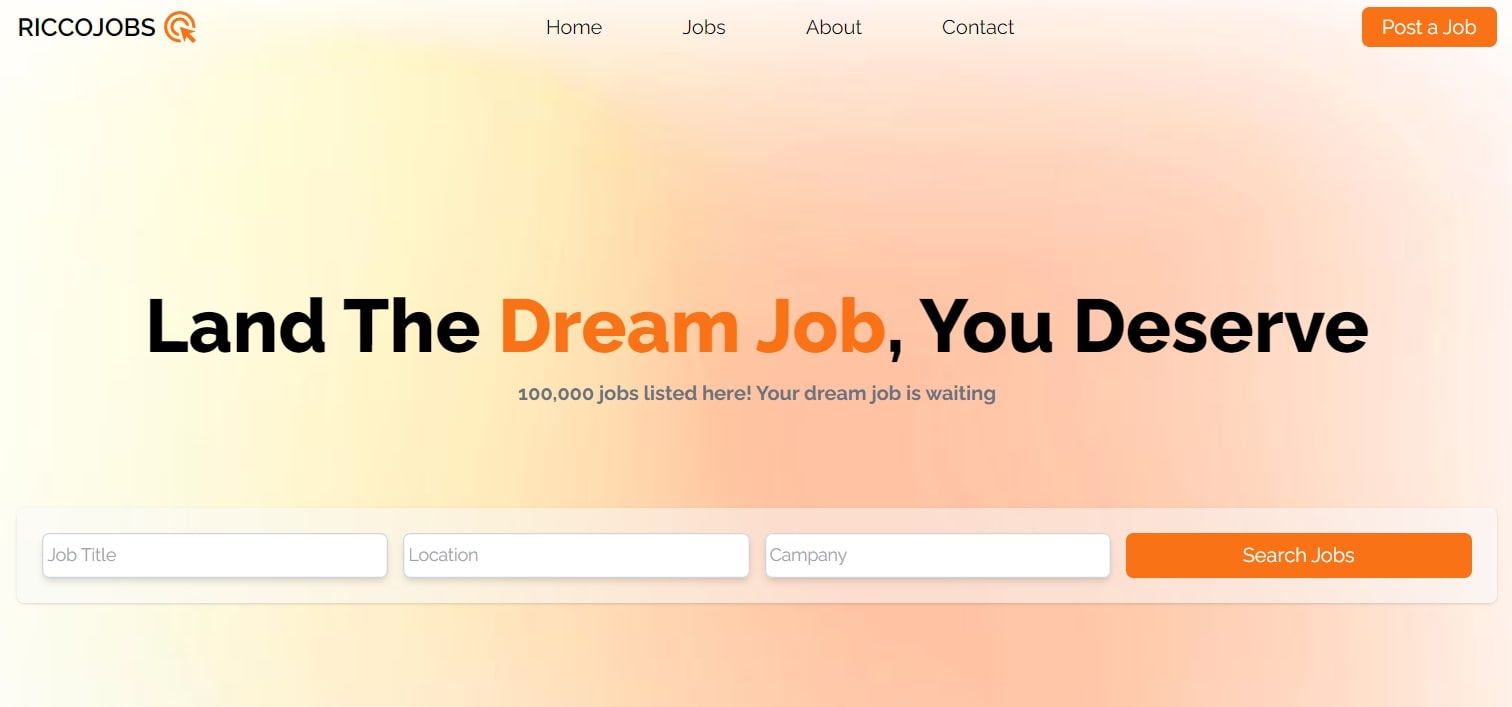 RICCOJOBS
Home Jobs About Contact
Post a Job
Land The Dream Job, You Deserve
100,000 jobs listed here! Your dream job is waiting
Job Title Location Campany Search Jobs